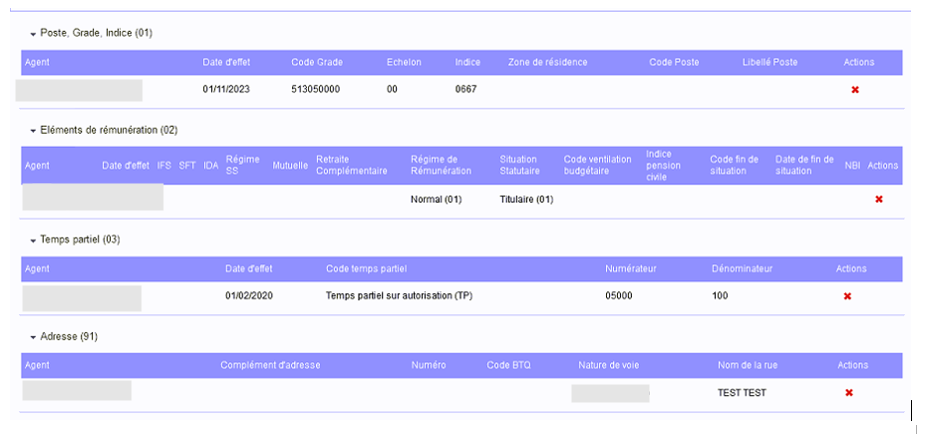 Poste, Grade, Indice (01)
Agent Date d'effet Code Grade Echelon Indice Zone de résidence Code Poste Libellé Poste Actions
01/11/2023 513050000 00 0667
Eléments de rémunération (02)
Agent Date d'effet IFS SFT IDA Régime SS Mutuelle Retraite Complémentaire Régime de Rémunération Situation Statutaire Code ventilation budgétaire Indice pension civile Code fin de situation Date de fin de situation NBI Actions
Normal (01) Titulaire (01)
Temps partiel (03)
Agent Date d'effet Code temps partiel Numérateur Dénominateur Actions
01/02/2020 Temps partiel sur autorisation (TP) 05000 100
Adresse (91)
Agent Complément d'adresse Numéro Code BTQ Nature de voie Nom de la rue Actions
TEST TEST